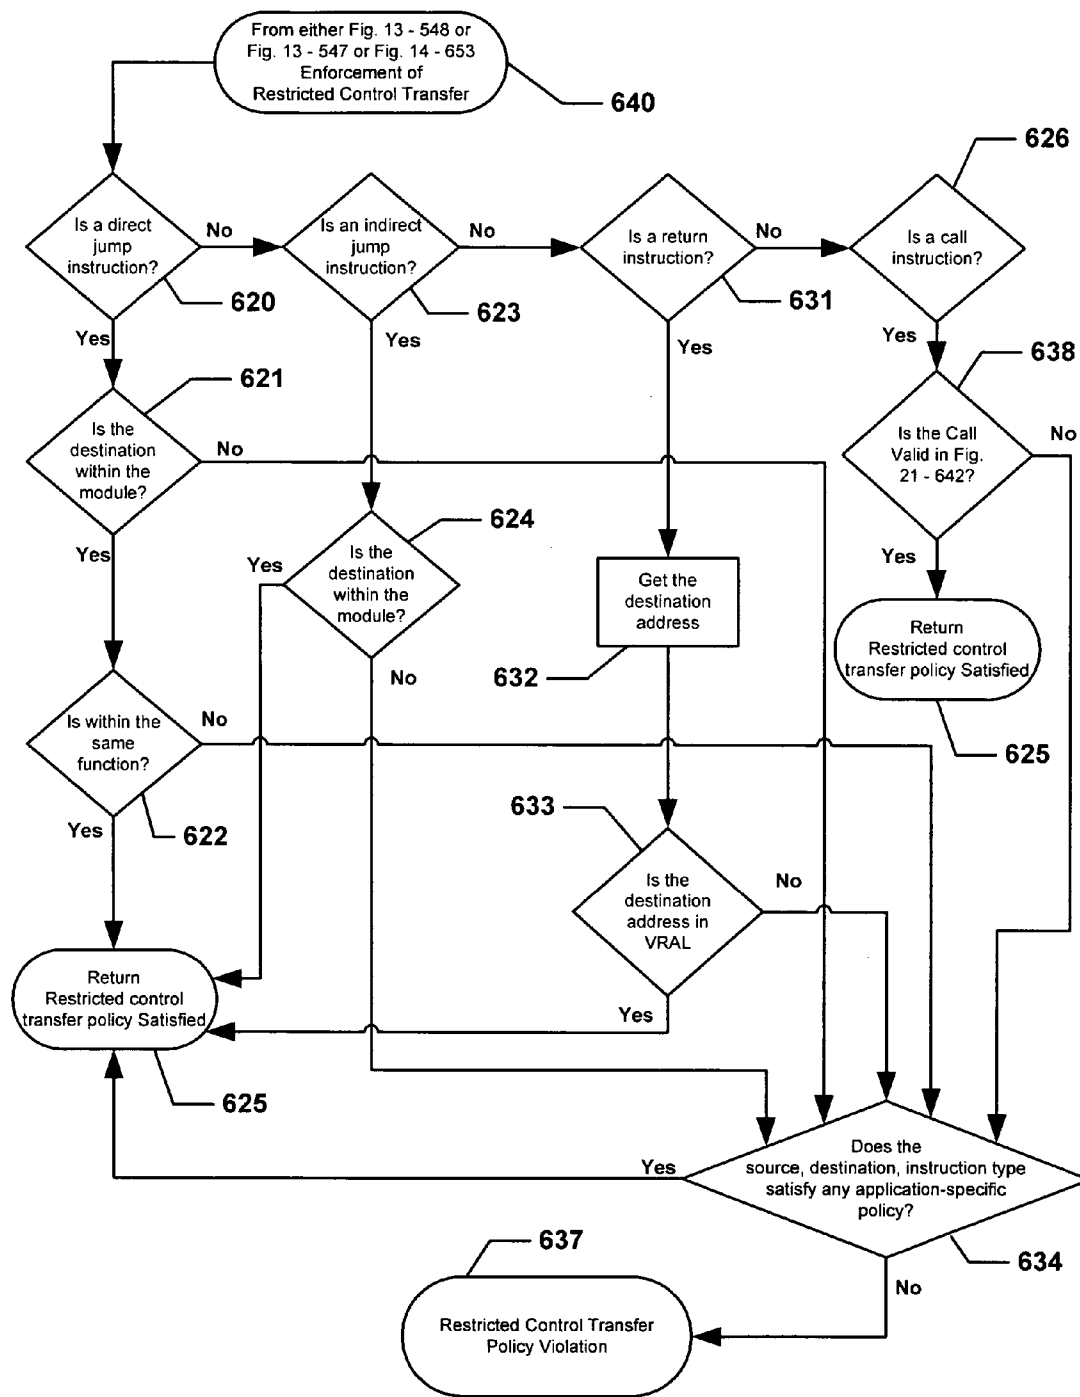 From either Fig. 13 - 548 or
Fig. 13 - 547 or Fig. 14 - 653
Enforcement of
Restricted Control Transfer
640
626
Is a direct
jump
instruction?
No
Is an indirect
jump
instruction?
No
Is a return
instruction?
No
Is a call
instruction?
620
623
631
Yes
Yes
Yes
Yes
621
638
Is the
destination
within the
module?
No
Is the Call
Valid in Fig.
21 - 642?
No
624
Yes
Yes
Is the
destination
within the
module?
Yes
Get the
destination
address
Return
Restricted control
transfer policy Satisfied
No
632
Is within the
same
function?
No
625
633
Yes
622
Is the
destination
address in
VRAL
No
Return
Restricted control
transfer policy Satisfied
Yes
625
Does the
source, destination, instruction type
satisfy any application-specific
policy?
Yes
637
634
No
Restricted Control Transfer
Policy Violation